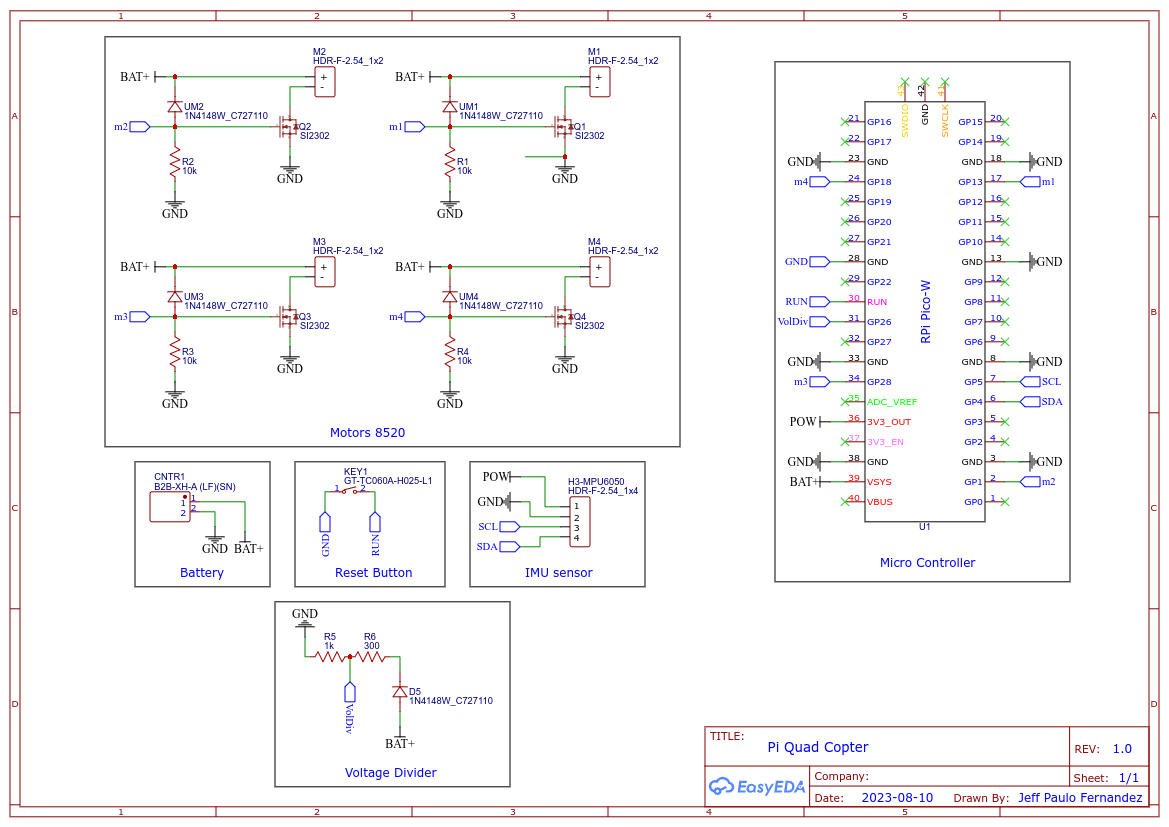 1 2 3 4 5
A
B
C
D
M2
HDR-F-2.54_1x2
BAT+
+
-
UM2
1N4148W_C727110
m2
Q2
SI2302
R2
10k
GND
GND
M1
HDR-F-2.54_1x2
BAT+
+
-
UM1
1N4148W_C727110
m1
Q1
SI2302
R1
10k
GND
GND
M3
HDR-F-2.54_1x2
BAT+
+
-
UM3
1N4148W_C727110
m3
Q3
SI2302
R3
10k
GND
GND
M4
HDR-F-2.54_1x2
BAT+
+
-
UM4
1N4148W_C727110
m4
Q4
SI2302
R4
10k
GND
GND
Motors 8520
43 42 41
SWDIO GND SWCLK
21 GP16 GP15 20
22 GP17 GP14 19
GND 23 GND GND 18 GND
m4 24 GP18 GP13 17 m1
25 GP19 GP12 16
26 GP20 GP11 15
27 GP21 GP10 14
GND 28 GND GND 13 GND
29 GP22 GP9 12
RUN 30 RUN GP8 11
VolDiv 31 GP26 GP7 10
32 GP27 GP6 9
GND 33 GND GND 8 GND
m3 34 GP28 GP5 7 SCL
35 ADC_VREF GP4 6 SDA
POW 36 3V3_OUT GP3 5
37 3V3_EN GP2 4
GND 38 GND GND 3 GND
BAT+ 39 VSYS GP1 2 m2
40 VBUS GP0 1
RPi Pico-W
U1
Micro Controller
CNTR1
B2B-XH-A (LF)(SN)
1 1
2 2
GND BAT+
Battery
KEY1
GT-TC060A-H025-L1
1 2
GND RUN
Reset Button
POW
GND
SCL
SDA
H3-MPU6050
HDR-F-2.54_1x4
1
2
3
4
IMU sensor
GND
R5
1k
R6
300
VolDiv
D5
1N4148W_C727110
BAT+
Voltage Divider
TITLE:
Pi Quad Copter
REV: 1.0
EasyEDA
Company:
Sheet: 1/1
Date: 2023-08-10 Drawn By: Jeff Paulo Fernandez
A
B
C
D
1 2 3 4 5